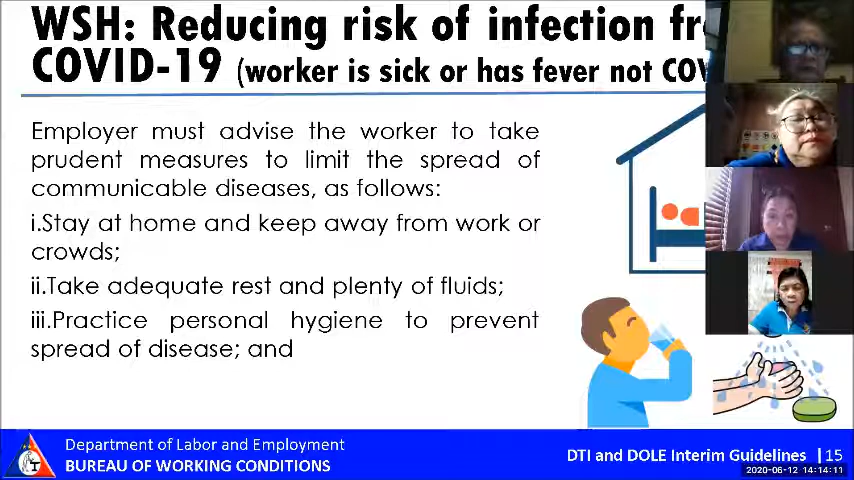 WSH: Reducing risk of infection
COVID-19 (worker is sick or has fever not
Employer must advise the worker to take
prudent measures to limit the spread of
communicable diseases, as follows:
i.Stay at home and keep away from work or
crowds;
ii.Take adequate rest and plenty of fluids;
iii.Practice personal hygiene to prevent
spread of disease; and
Department of Labor and Employment
BUREAU OF WORKING CONDITIONS
DTI and DOLE Interim Guidelines |15
2020-06-12 14:14:11